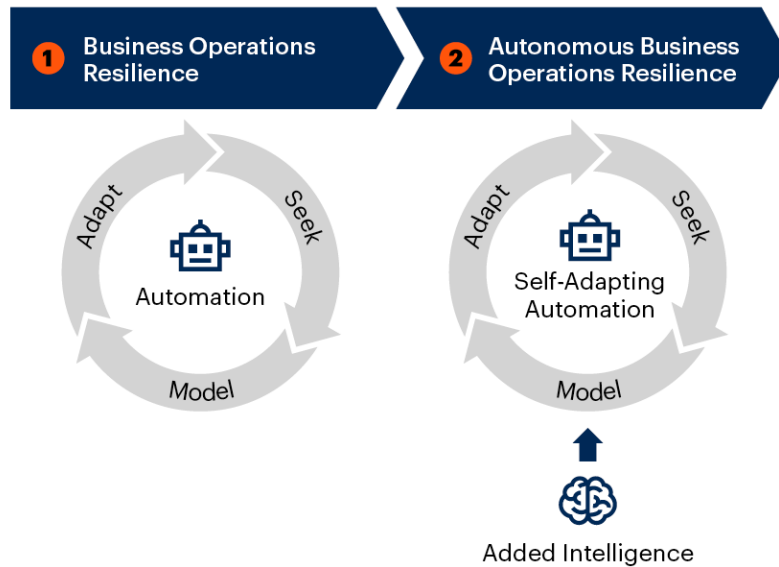 1
Business Operations
Resilience
2
Autonomous Business
Operations Resilience
Adapt
Seek
Automation
Model
Adapt
Seek
Self-Adapting
Automation
Model
Added Intelligence